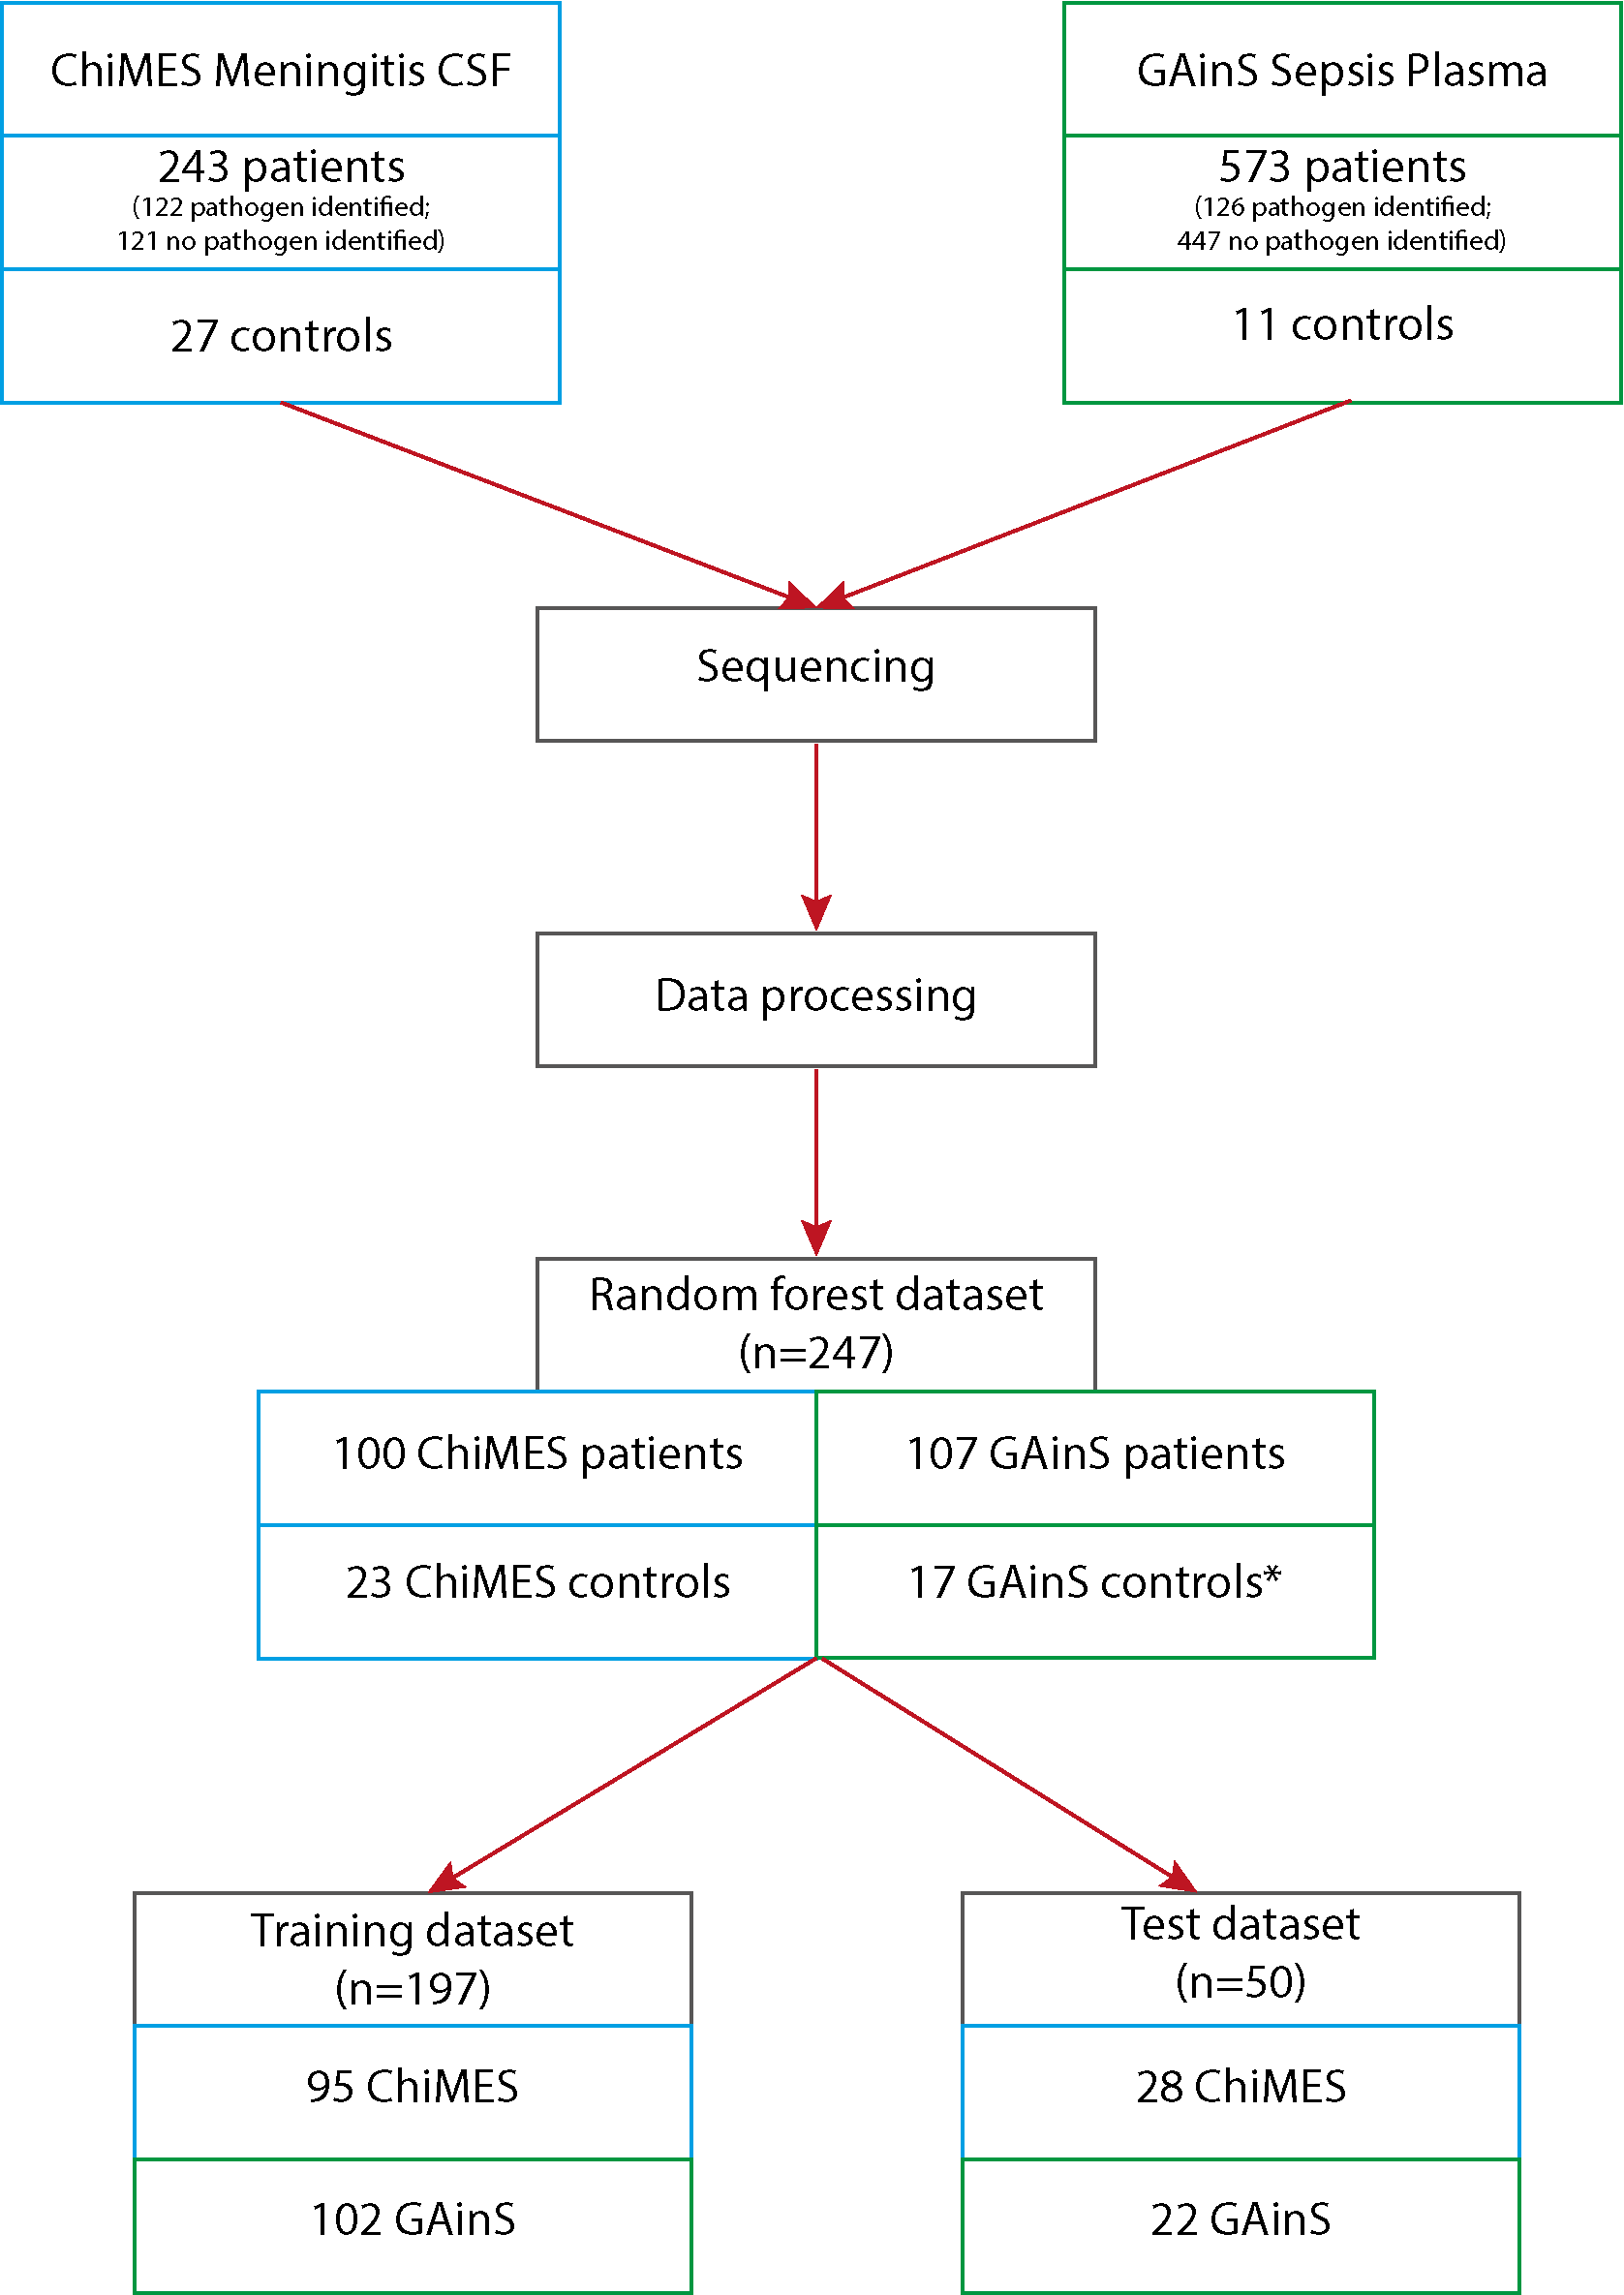 ChiMES Meningitis CSF
243 patients
(122 pathogen identified;
121 no pathogen identified)
27 controls
GAinS Sepsis Plasma
573 patients
(126 pathogen identified;
447 no pathogen identified)
11 controls
Sequencing
Data processing
Random forest dataset
(n=247)
100 ChiMES patients
107 GAinS patients
23 ChiMES controls
17 GAinS controls*
Training dataset
(n=197)
95 ChiMES
102 GAinS
Test dataset
(n=50)
28 ChiMES
22 GAinS